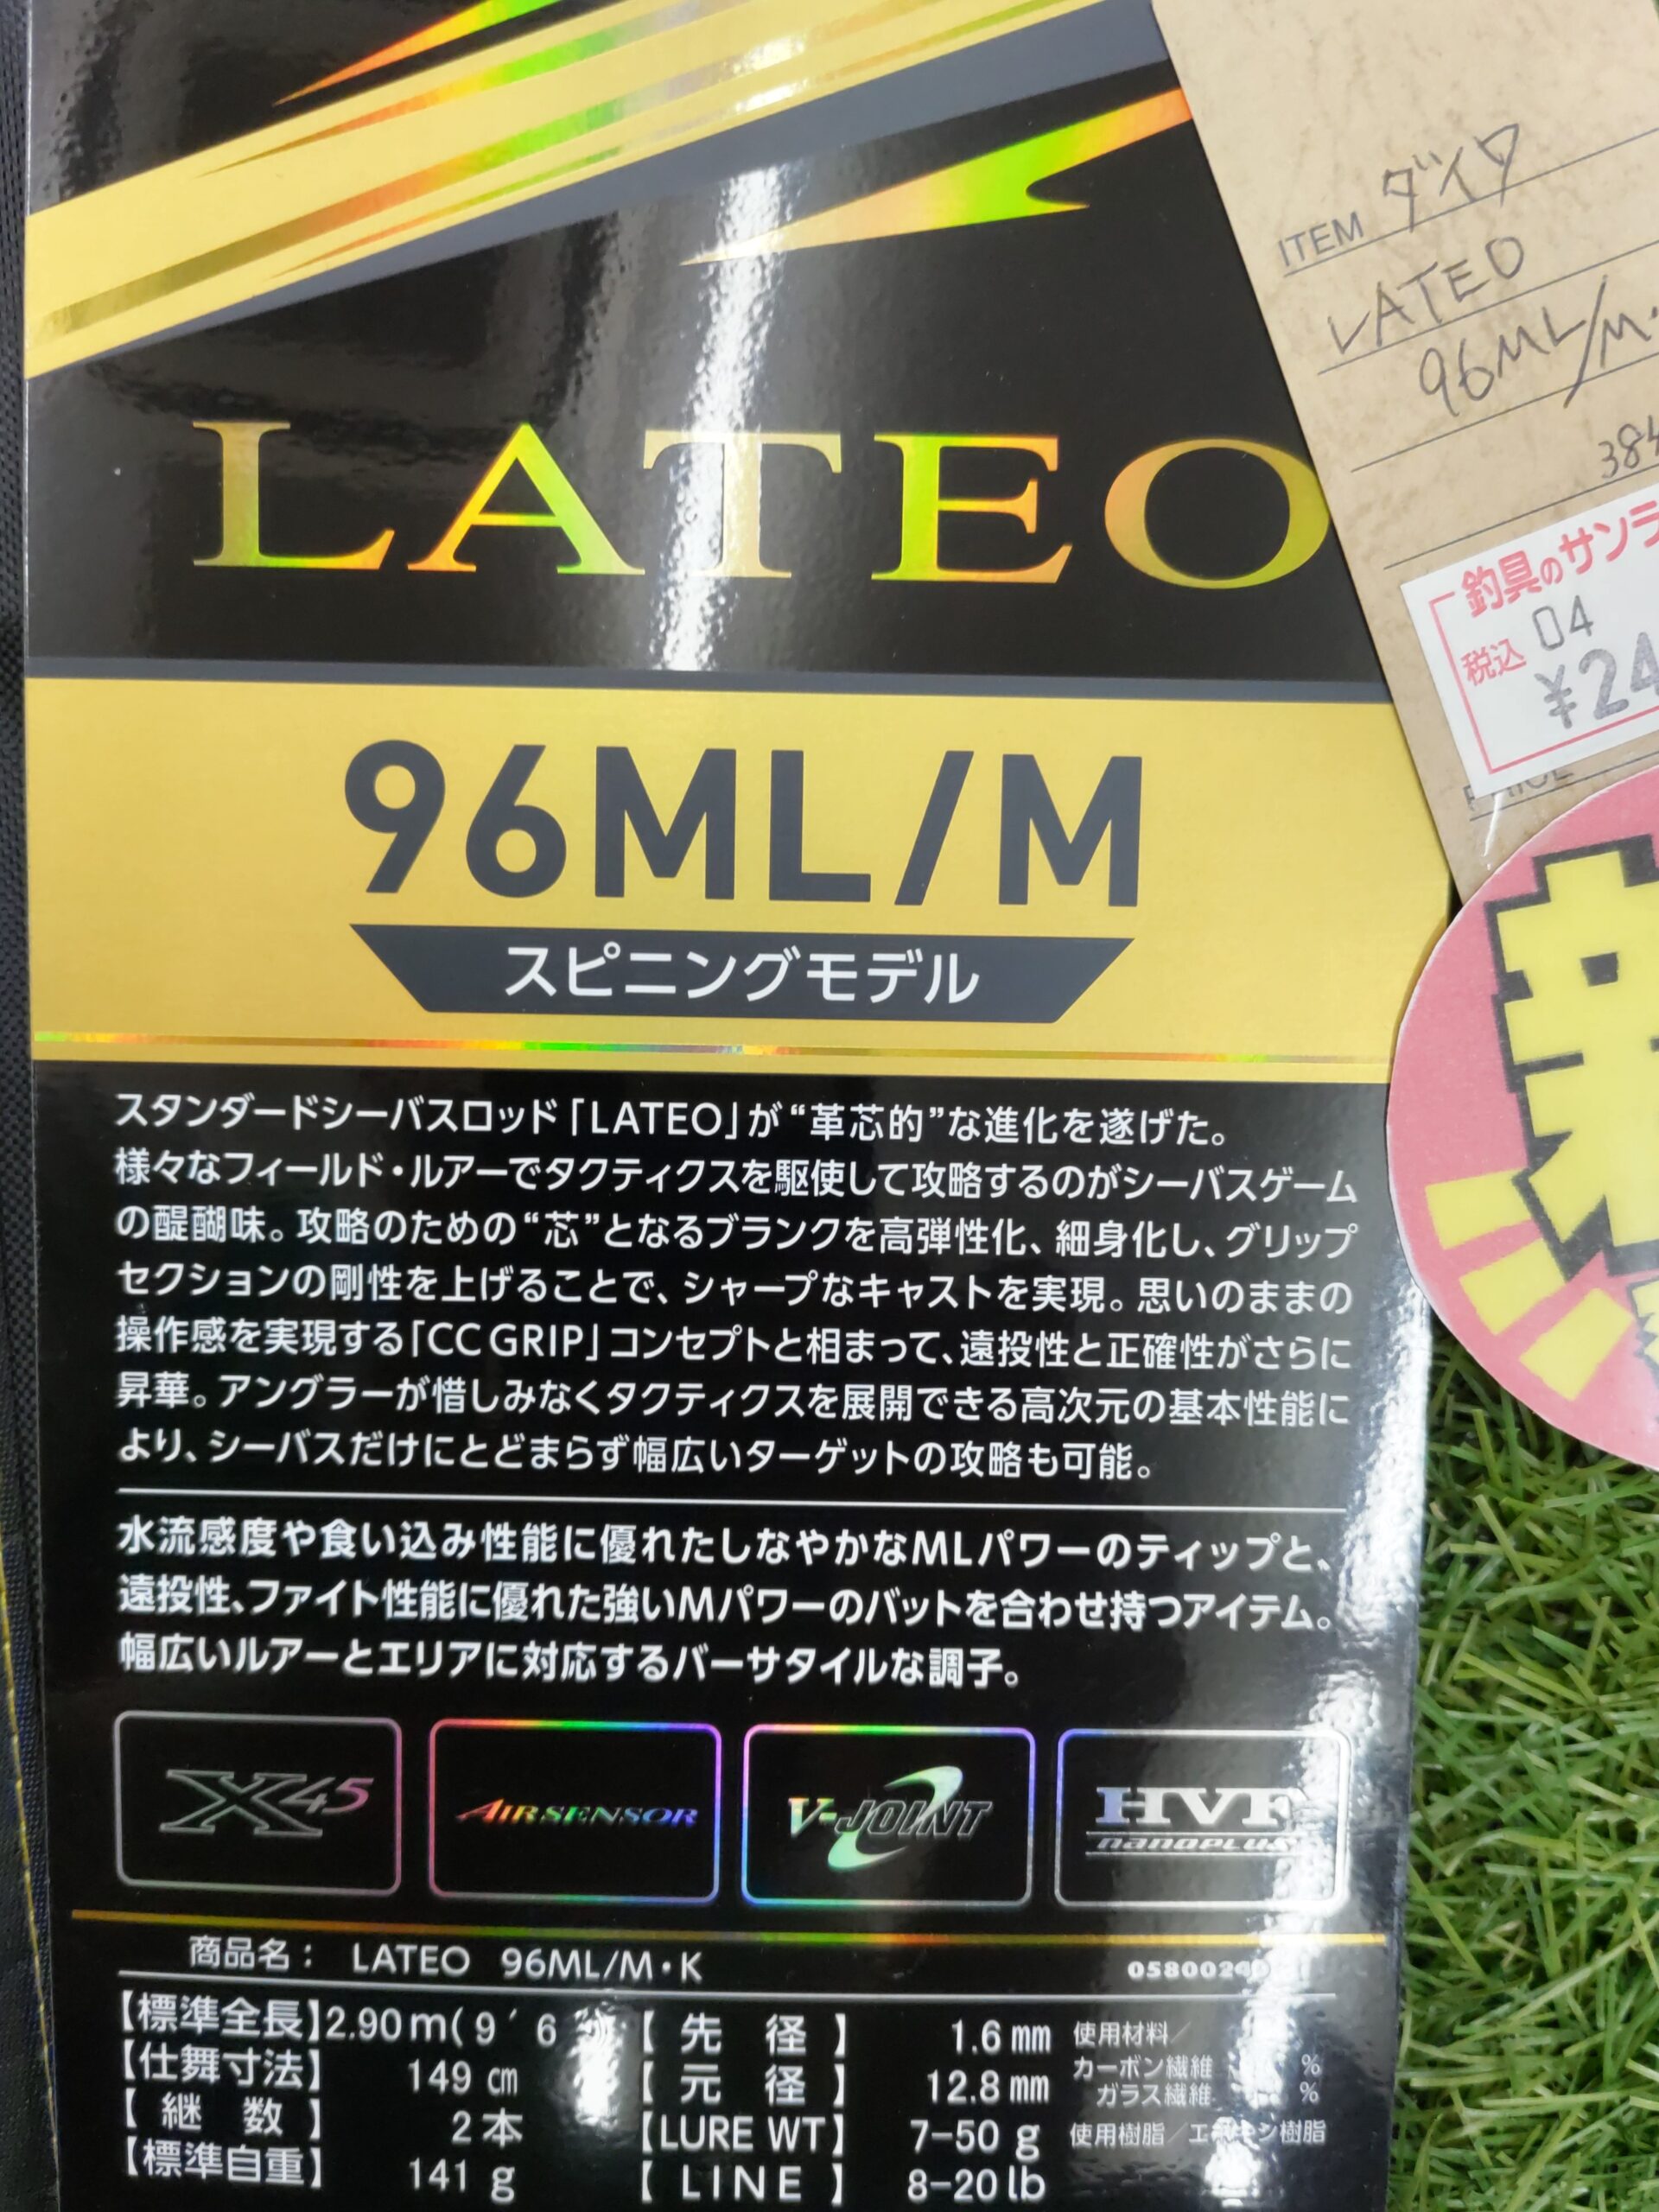 ITEM ダイワ
LATEO
96ML/M・
384
釣具のサンラ
税込 04
¥24
LATEO
96ML/M
スピニングモデル
スタンダードシーバスロッド「LATEO」が“革芯的”な進化を遂げた。
様々なフィールド・ルアーでタクティクスを駆使して攻略するのがシーバスゲーム
の醍醐味。攻略のための“芯”となるブランクを高弾性化、細身化し、グリップ
セクションの剛性を上げることで、シャープなキャストを実現。思いのままの
操作感を実現する「CC GRIP」コンセプトと相まって、遠投性と正確性がさらに
昇華。アングラーが惜しみなくタクティクスを展開できる高次元の基本性能に
より、シーバスだけにとどまらず幅広いターゲットの攻略も可能。
水流感度や食い込み性能に優れたしなやかなMLパワーのティップと、
遠投性、ファイト性能に優れた強いMパワーのバットを合わせ持つアイテム。
幅広いルアーとエリアに対応するバーサタイルな調子。
X45 AIRSENSOR V-JOINT HVF
nanoPLUS
商品名： LATEO 96ML/M・K 0580024
【標準全長】2.90m(9′6 【先径】 1.6mm 使用材料／
【仕舞寸法】 149cm 【元径】 12.8mm カーボン繊維 %
ガラス繊維 %
【継数】 2本 【LURE WT】 7-50g 使用樹脂／エポキシ樹脂
【標準自重】 141g 【LINE】 8-20lb